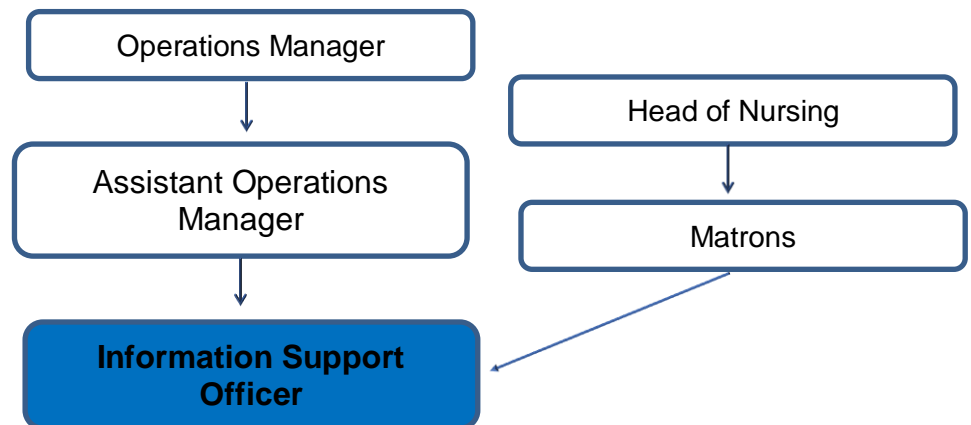 Operations Manager
Head of Nursing
Assistant Operations
Manager
Matrons
Information Support
Officer